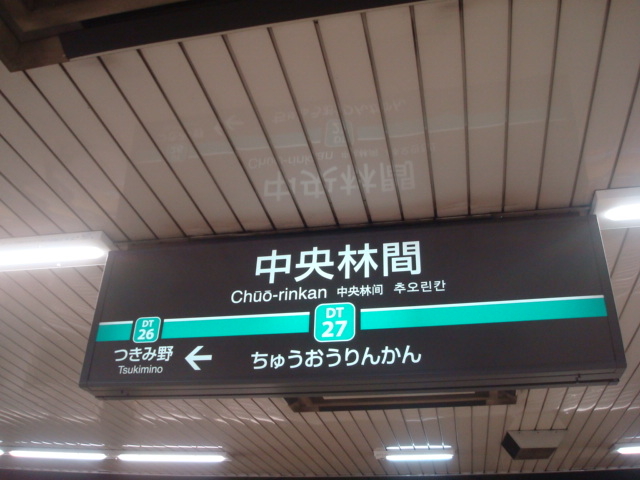 中央林間
Chūō-rinkan 中央林间 추오린칸
DT
26
DT
27
つきみ野 ←
Tsukimino
ちゅうおうりんかん